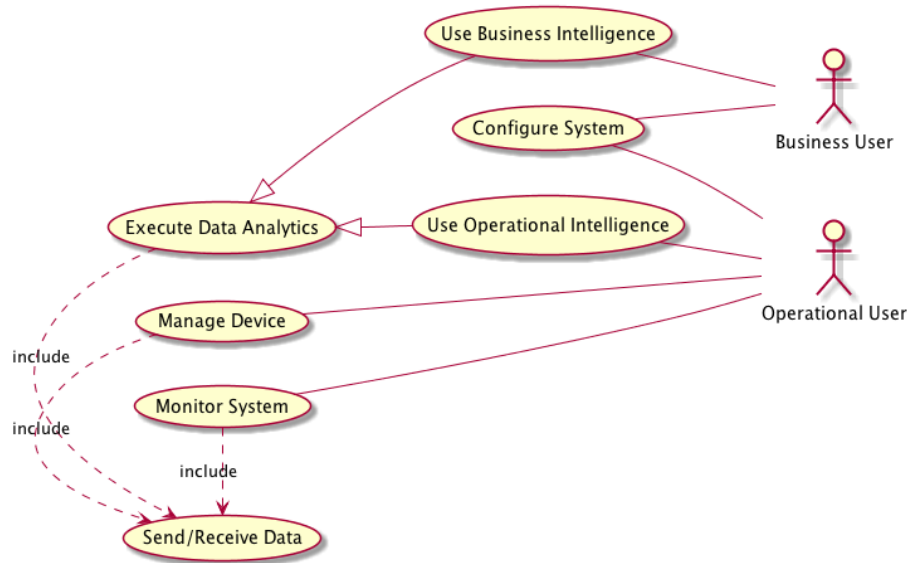 Use Business Intelligence
Configure System
Business User
Execute Data Analytics
Use Operational Intelligence
Manage Device
Operational User
include
Monitor System
include
include
Send/Receive Data